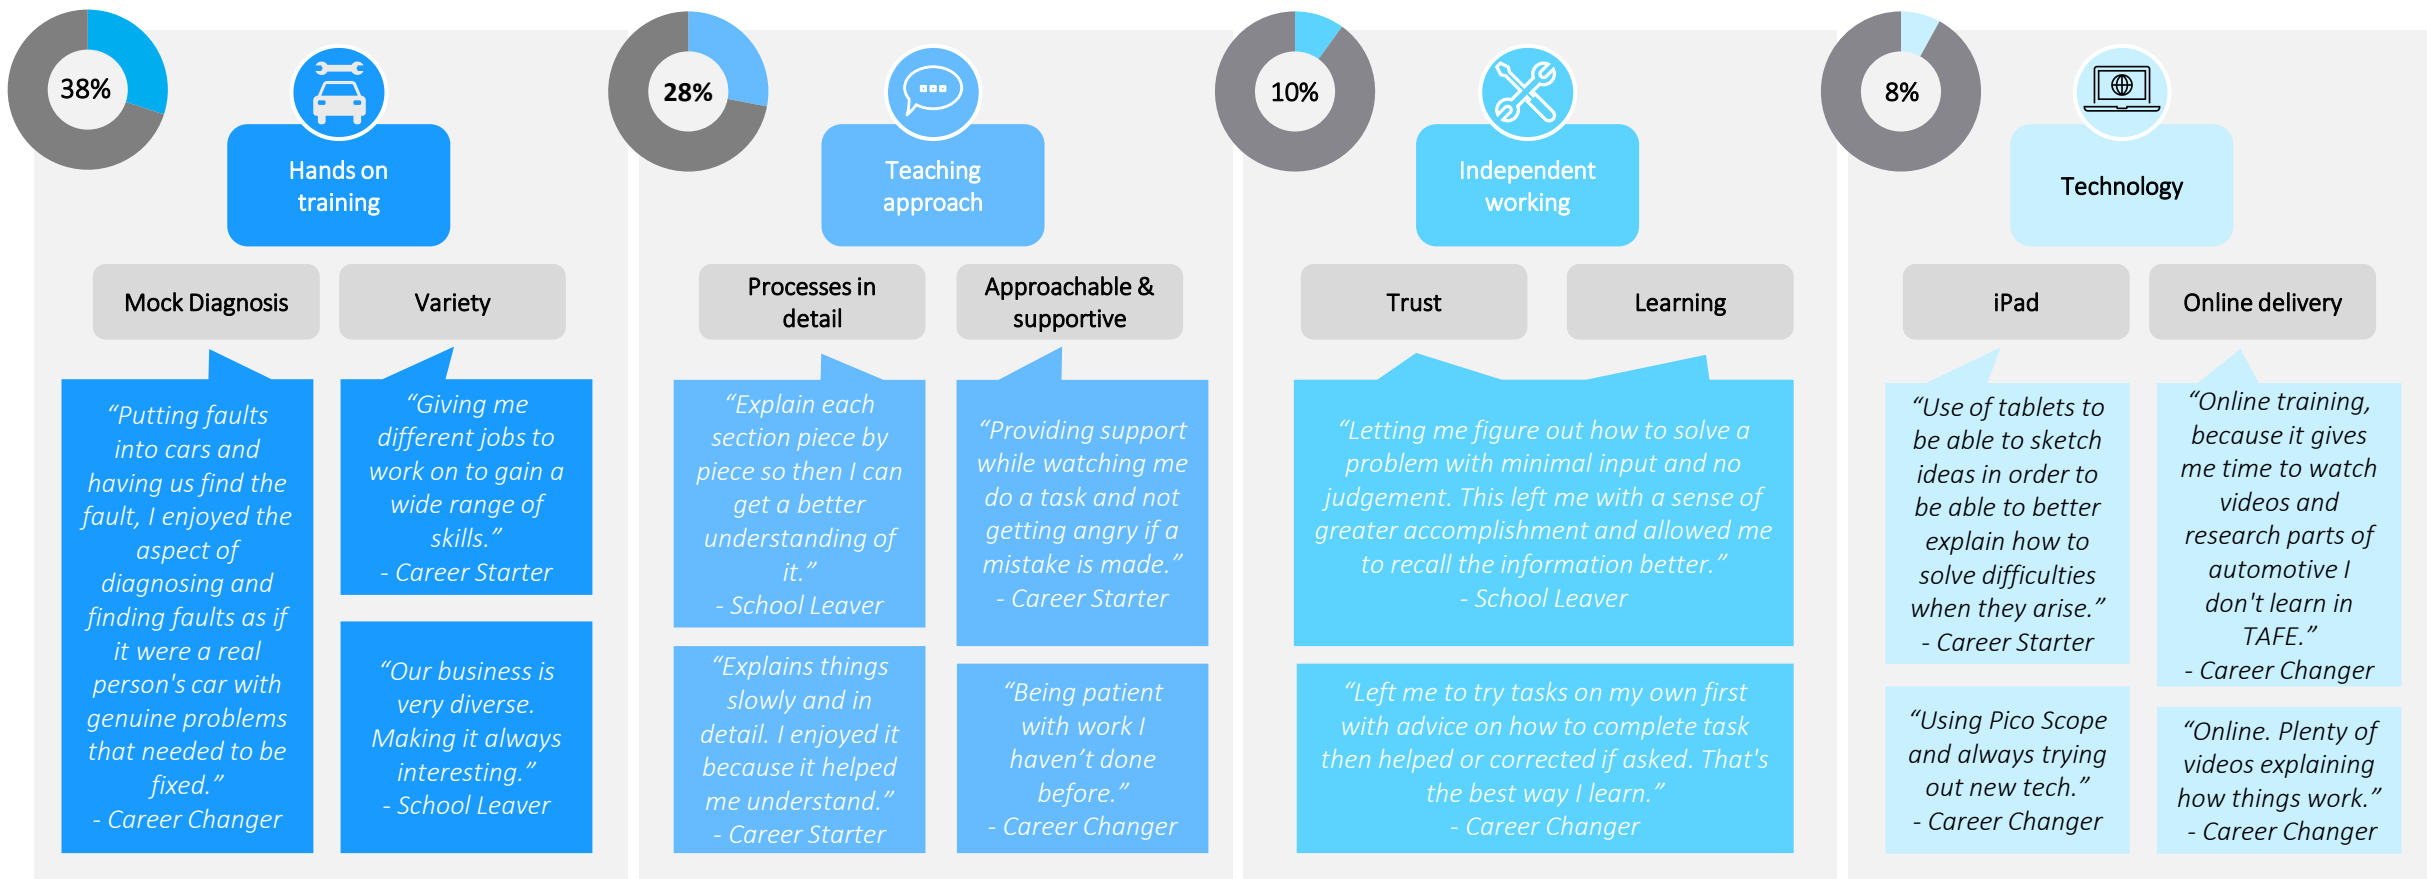 38%
Hands on
training
Mock Diagnosis
Variety
“Putting faults
into cars and
having us find the
fault, I enjoyed the
aspect of
diagnosing and
finding faults as if
it were a real
person's car with
genuine problems
that needed to be
fixed.”
- Career Changer
“Giving me
different jobs to
work on to gain a
wide range of
skills.”
- Career Starter
“Our business is
very diverse.
Making it always
interesting.”
- School Leaver
28%
Teaching
approach
Processes in
detail
Approachable &
supportive
“Explain each
section piece by
piece so then I can
get a better
understanding of
it.”
- School Leaver
“Explains things
slowly and in
detail. I enjoyed it
because it helped
me understand.”
- Career Starter
“Providing support
while watching me
do a task and not
getting angry if a
mistake is made.”
- Career Starter
“Being patient
with work I
haven’t done
before.”
- Career Changer
10%
Independent
working
Trust
Learning
“Letting me figure out how to solve a
problem with minimal input and no
judgement. This left me with a sense of
greater accomplishment and allowed me
to recall the information better.”
- School Leaver
“Left me to try tasks on my own first
with advice on how to complete task
then helped or corrected if asked. That's
the best way I learn.”
- Career Changer
8%
Technology
iPad
Online delivery
“Use of tablets to
be able to sketch
ideas in order to
be able to better
explain how to
solve difficulties
when they arise.”
- Career Starter
“Using Pico Scope
and always trying
out new tech.”
- Career Changer
“Online training,
because it gives
me time to watch
videos and
research parts of
automotive I
don't learn in
TAFE.”
- Career Changer
“Online. Plenty of
videos explaining
how things work.”
- Career Changer